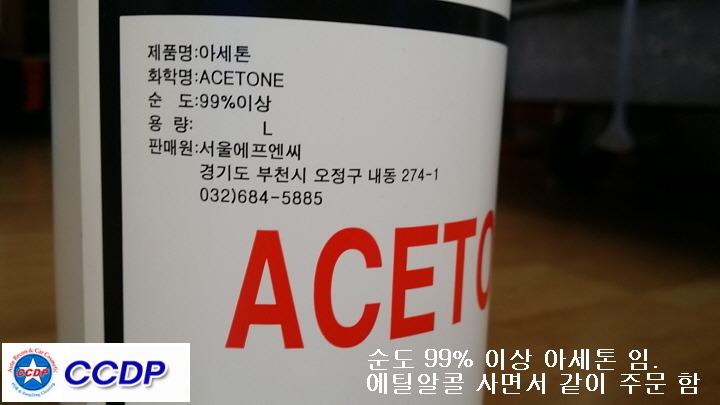 제품명:아세톤
화학명:ACETONE
순 도:99%이상
용 량: L
판매원:서울에프엔씨
경기도 부천시 오정구 내동 274-1
032)684-5885
ACETO
CCDP
CCDP
순도 99% 이상 아세톤 임.
에틸알콜 사면서 같이 주문 함